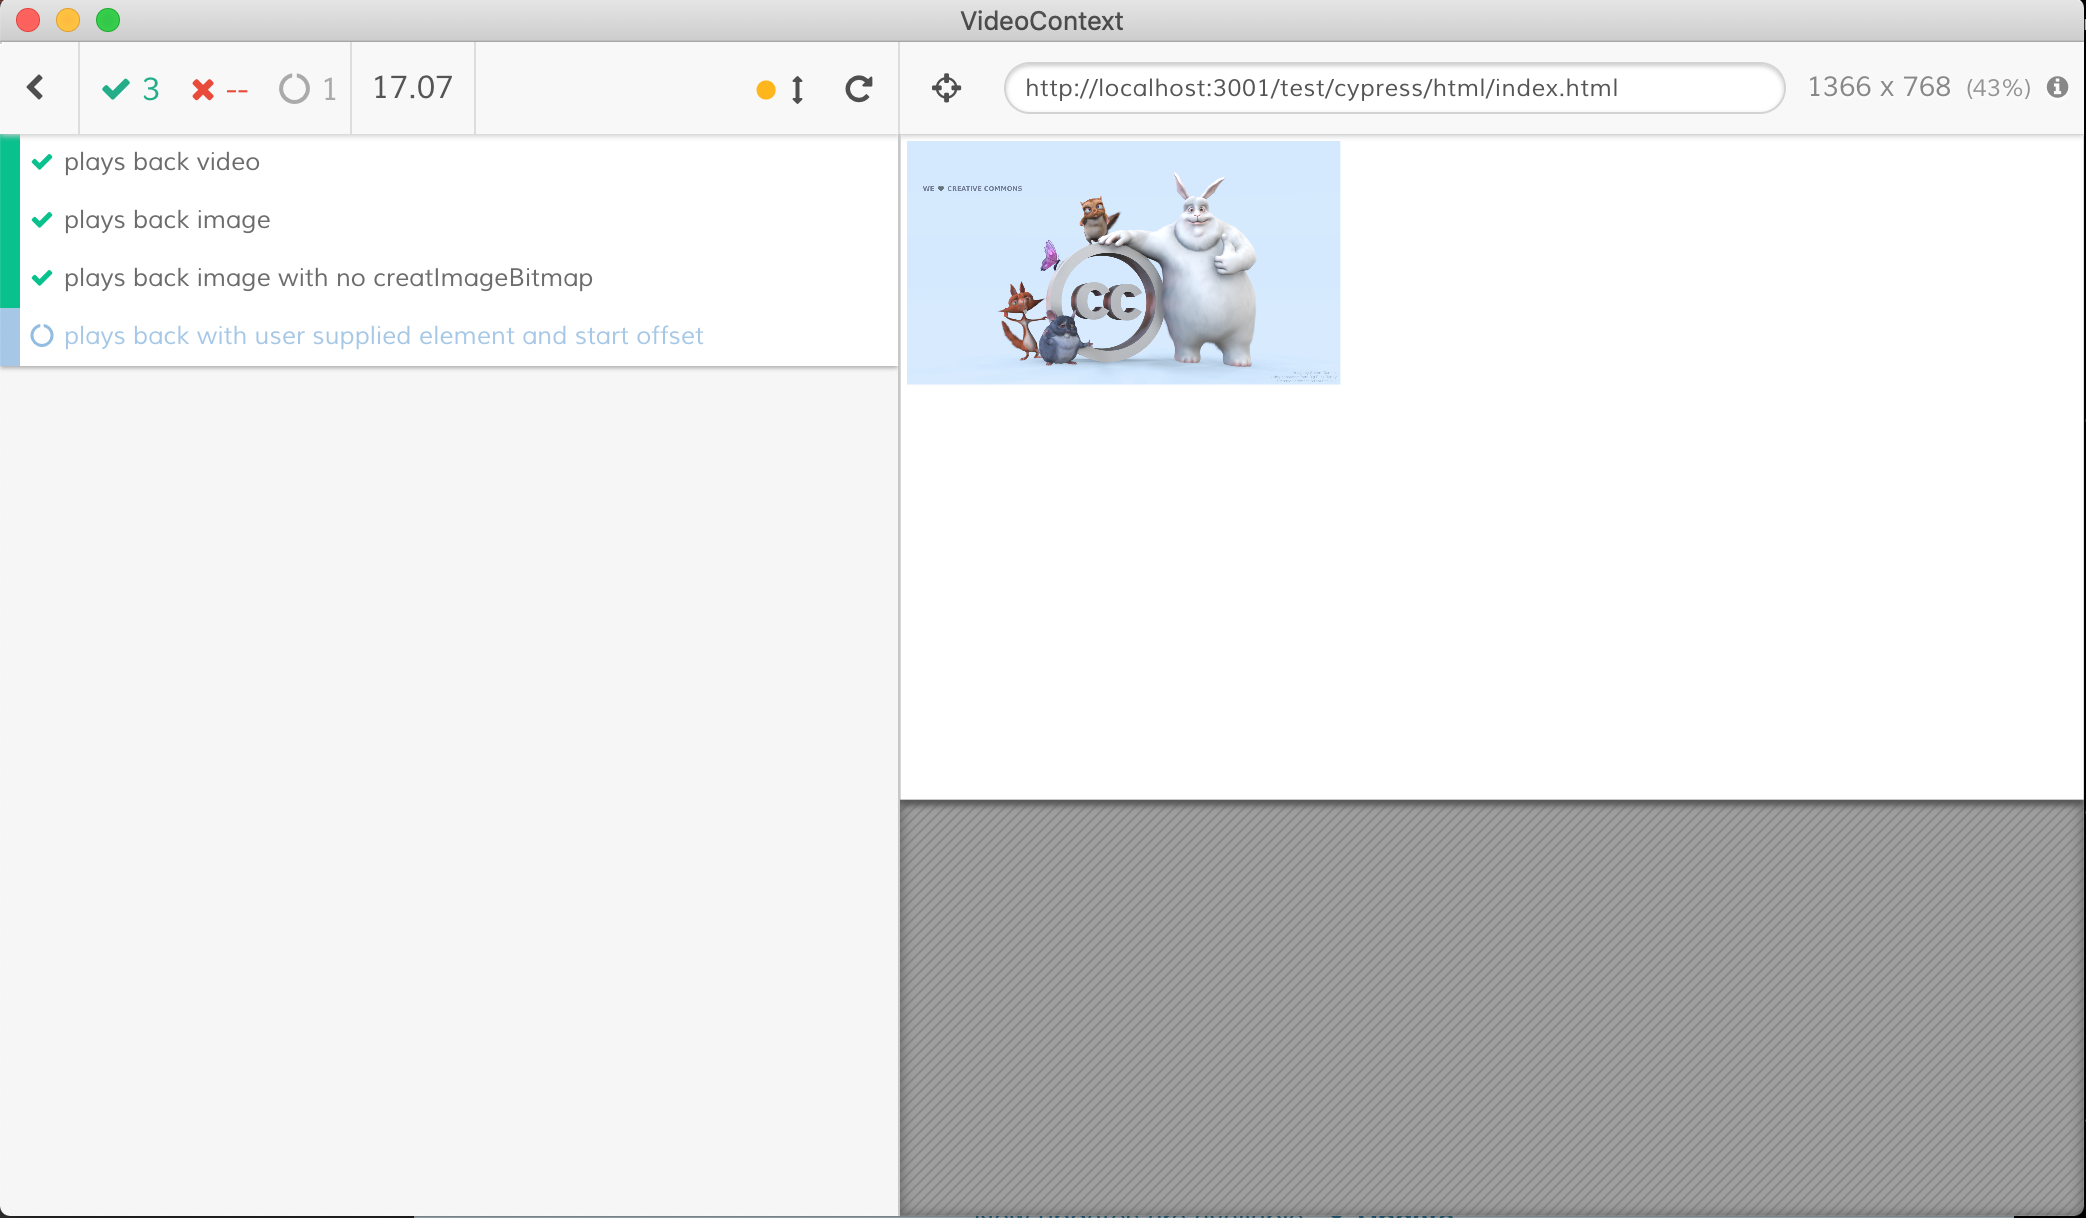 VideoContext
3 -- 1 17.07
http://localhost:3001/test/cypress/html/index.html 1366 x 768 (43%)
plays back video
plays back image
plays back image with no creatImageBitmap
plays back with user supplied element and start offset
WE ♥ CREATIVE COMMONS
CC